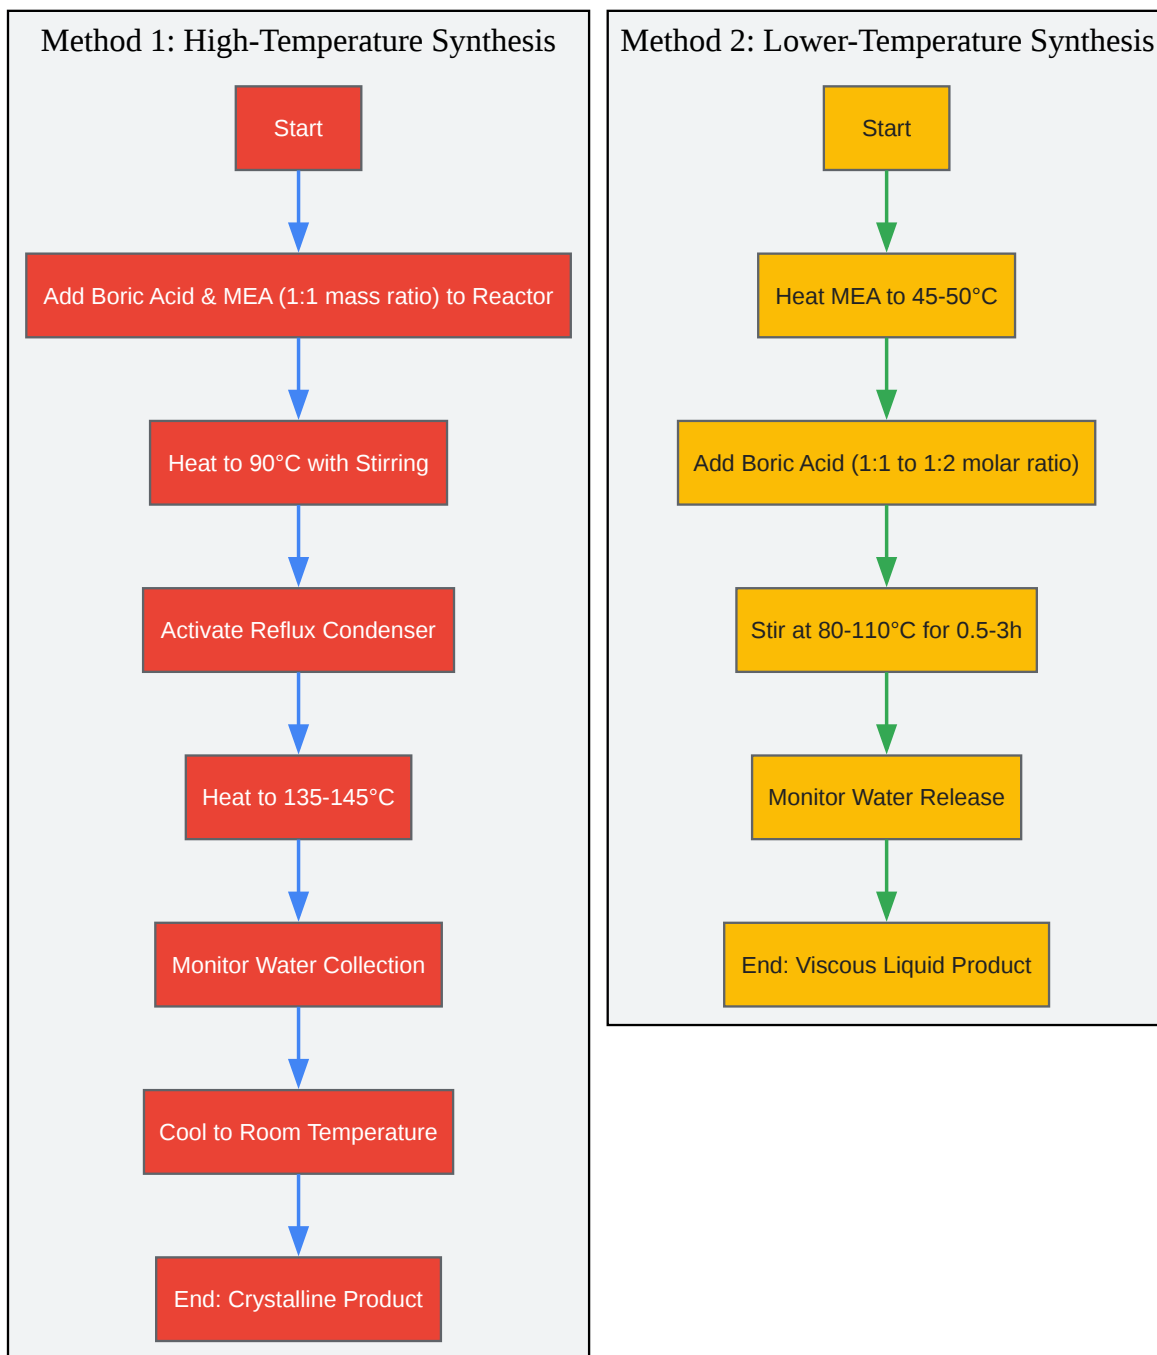 Method 1: High-Temperature Synthesis
Start
Add Boric Acid & MEA (1:1 mass ratio) to Reactor
Heat to 90°C with Stirring
Activate Reflux Condenser
Heat to 135-145°C
Monitor Water Collection
Cool to Room Temperature
End: Crystalline Product
Method 2: Lower-Temperature Synthesis
Start
Heat MEA to 45-50°C
Add Boric Acid (1:1 to 1:2 molar ratio)
Stir at 80-110°C for 0.5-3h
Monitor Water Release
End: Viscous Liquid Product